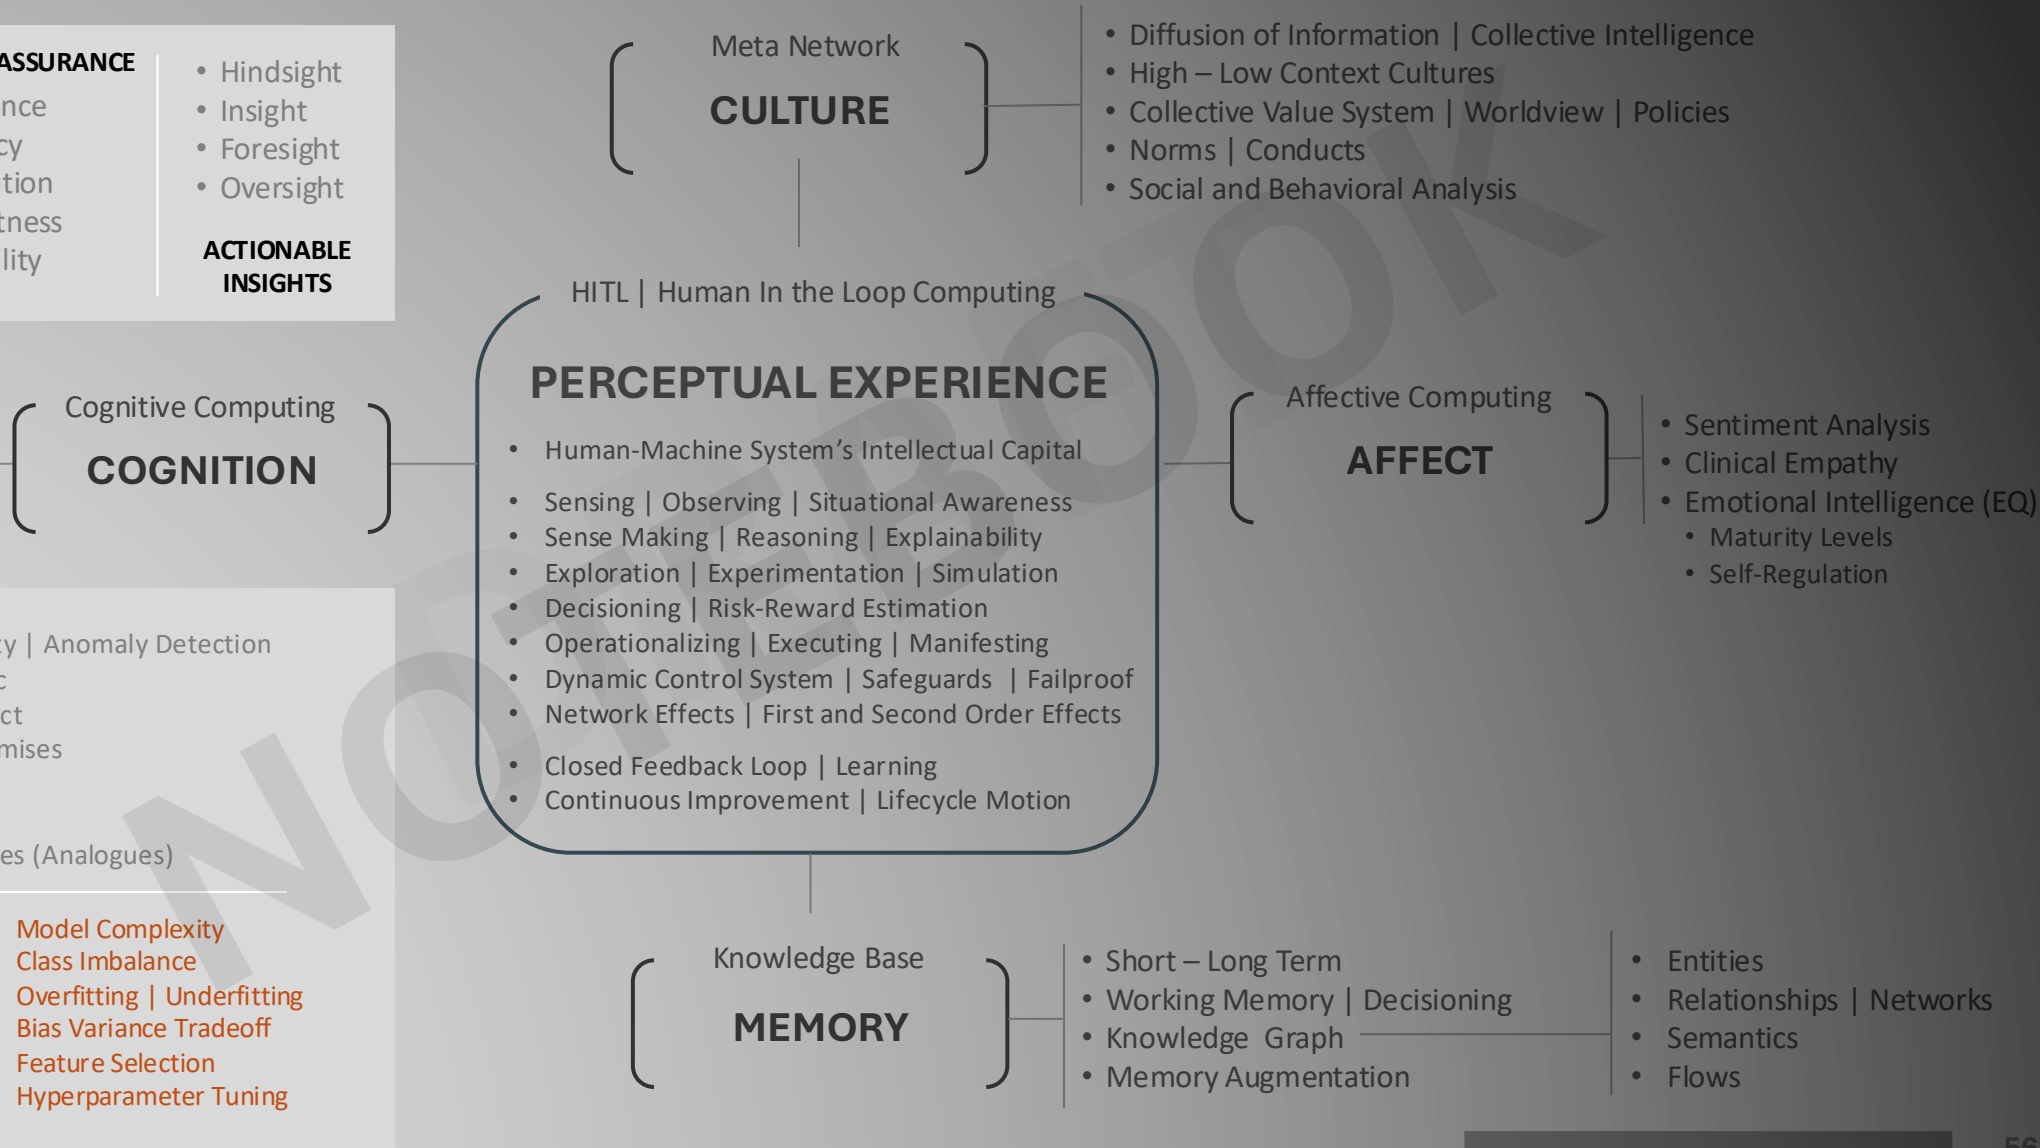 ASSURANCE
nce
cy
tion
tness
lity
• Hindsight
• Insight
• Foresight
• Oversight
ACTIONABLE
INSIGHTS
Meta Network
CULTURE
• Diffusion of Information | Collective Intelligence
• High – Low Context Cultures
• Collective Value System | Worldview | Policies
• Norms | Conducts
• Social and Behavioral Analysis
HITL | Human In the Loop Computing
PERCEPTUAL EXPERIENCE
• Human-Machine System’s Intellectual Capital
• Sensing | Observing | Situational Awareness
• Sense Making | Reasoning | Explainability
• Exploration | Experimentation | Simulation
• Decisioning | Risk-Reward Estimation
• Operationalizing | Executing | Manifesting
• Dynamic Control System | Safeguards | Failproof
• Network Effects | First and Second Order Effects
• Closed Feedback Loop | Learning
• Continuous Improvement | Lifecycle Motion
Cognitive Computing
COGNITION
Affective Computing
AFFECT
• Sentiment Analysis
• Clinical Empathy
• Emotional Intelligence (EQ)
• Maturity Levels
• Self-Regulation
cy | Anomaly Detection
c
ct
mises
es (Analogues)
Model Complexity
Class Imbalance
Overfitting | Underfitting
Bias Variance Tradeoff
Feature Selection
Hyperparameter Tuning
Knowledge Base
MEMORY
• Short – Long Term
• Working Memory | Decisioning
• Knowledge Graph
• Memory Augmentation
• Entities
• Relationships | Networks
• Semantics
• Flows
NOTEBOOK
56